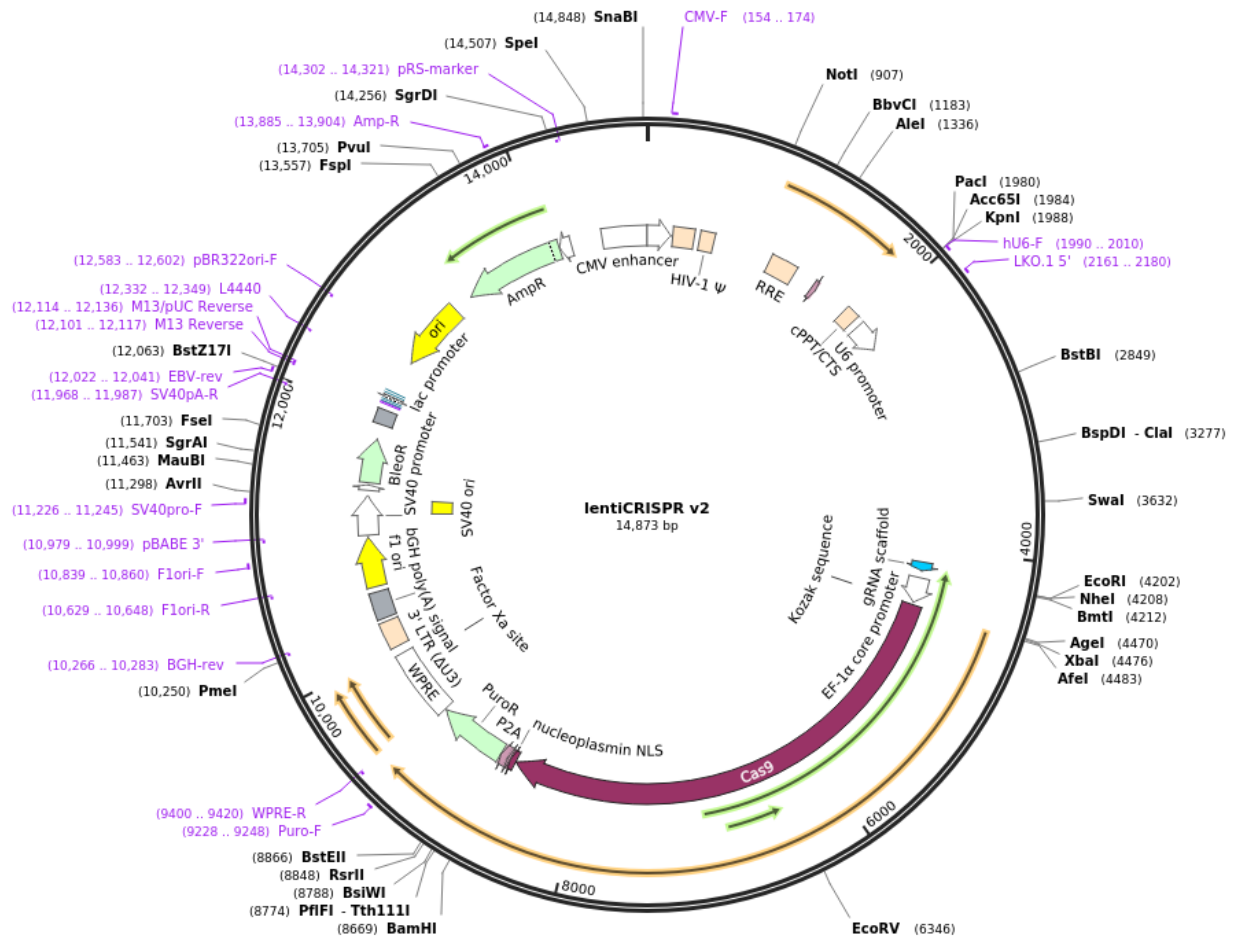 (14,848) SnaBI
CMV-F (154 .. 174)
(14,507) SpeI
(14,302 .. 14,321) pRS-marker
(14,256) SgrDI
(13,885 .. 13,904) Amp-R
(13,705) PvuI
(13,557) FspI
NotI (907)
BbvCI (1183)
AleI (1336)
PacI (1980)
Acc65I (1984)
KpnI (1988)
hU6-F (1990 .. 2010)
LKO.1 5' (2161 .. 2180)
BstBI (2849)
BspDI - ClaI (3277)
SwaI (3632)
EcoRI (4202)
NheI (4208)
BmtI (4212)
AgeI (4470)
XbaI (4476)
AfeI (4483)
EcoRV (6346)
(12,583 .. 12,602) pBR322ori-F
(12,332 .. 12,349) L4440
(12,114 .. 12,136) M13/pUC Reverse
(12,101 .. 12,117) M13 Reverse
(12,063) BstZ17I
(12,022 .. 12,041) EBV-rev
(11,968 .. 11,987) SV40pA-R
(11,703) FseI
(11,541) SgrAI
(11,463) MauBI
(11,298) AvrII
(11,226 .. 11,245) SV40pro-F
(10,979 .. 10,999) pBABE 3'
(10,839 .. 10,860) F1ori-F
(10,629 .. 10,648) F1ori-R
(10,266 .. 10,283) BGH-rev
(10,250) PmeI
(9400 .. 9420) WPRE-R
(9228 .. 9248) Puro-F
(8866) BstEII
(8848) RsrII
(8788) BsiWI
(8774) PflFI - Tth111I
(8669) BamHI
2000
4000
6000
8000
10,000
12,000
14,000
CMV enhancer
HIV-1 Ψ
RRE
cPPT/CTS
U6 promoter
gRNA scaffold
Kozak sequence
EF-1α core promoter
Cas9
nucleoplasmin NLS
P2A
PuroR
WPRE
3' LTR (ΔU3)
bGH poly(A) signal
Factor Xa site
f1 ori
SV40 promoter
SV40 ori
BleoR
lac promoter
ori
AmpR
lentiCRISPR v2
14,873 bp